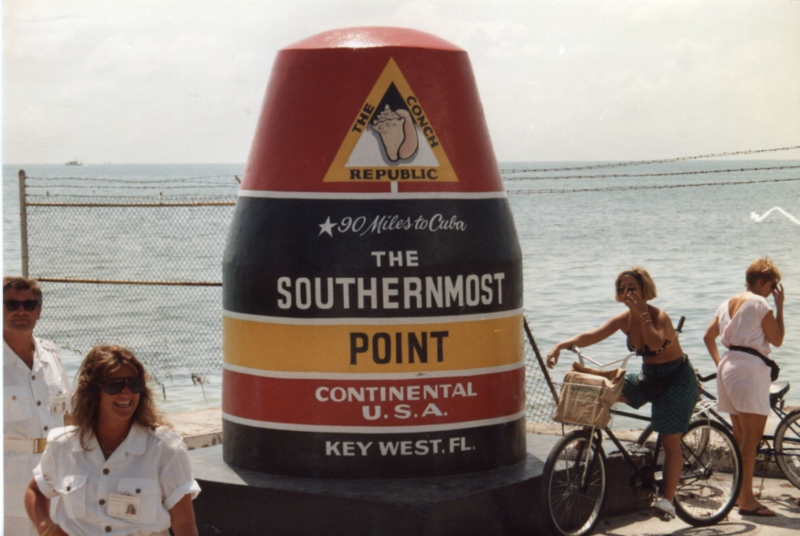 THE CONCH
REPUBLIC
90 Miles to Cuba
THE
SOUTHERNMOST
POINT
CONTINENTAL
U.S.A.
KEY WEST, FL.